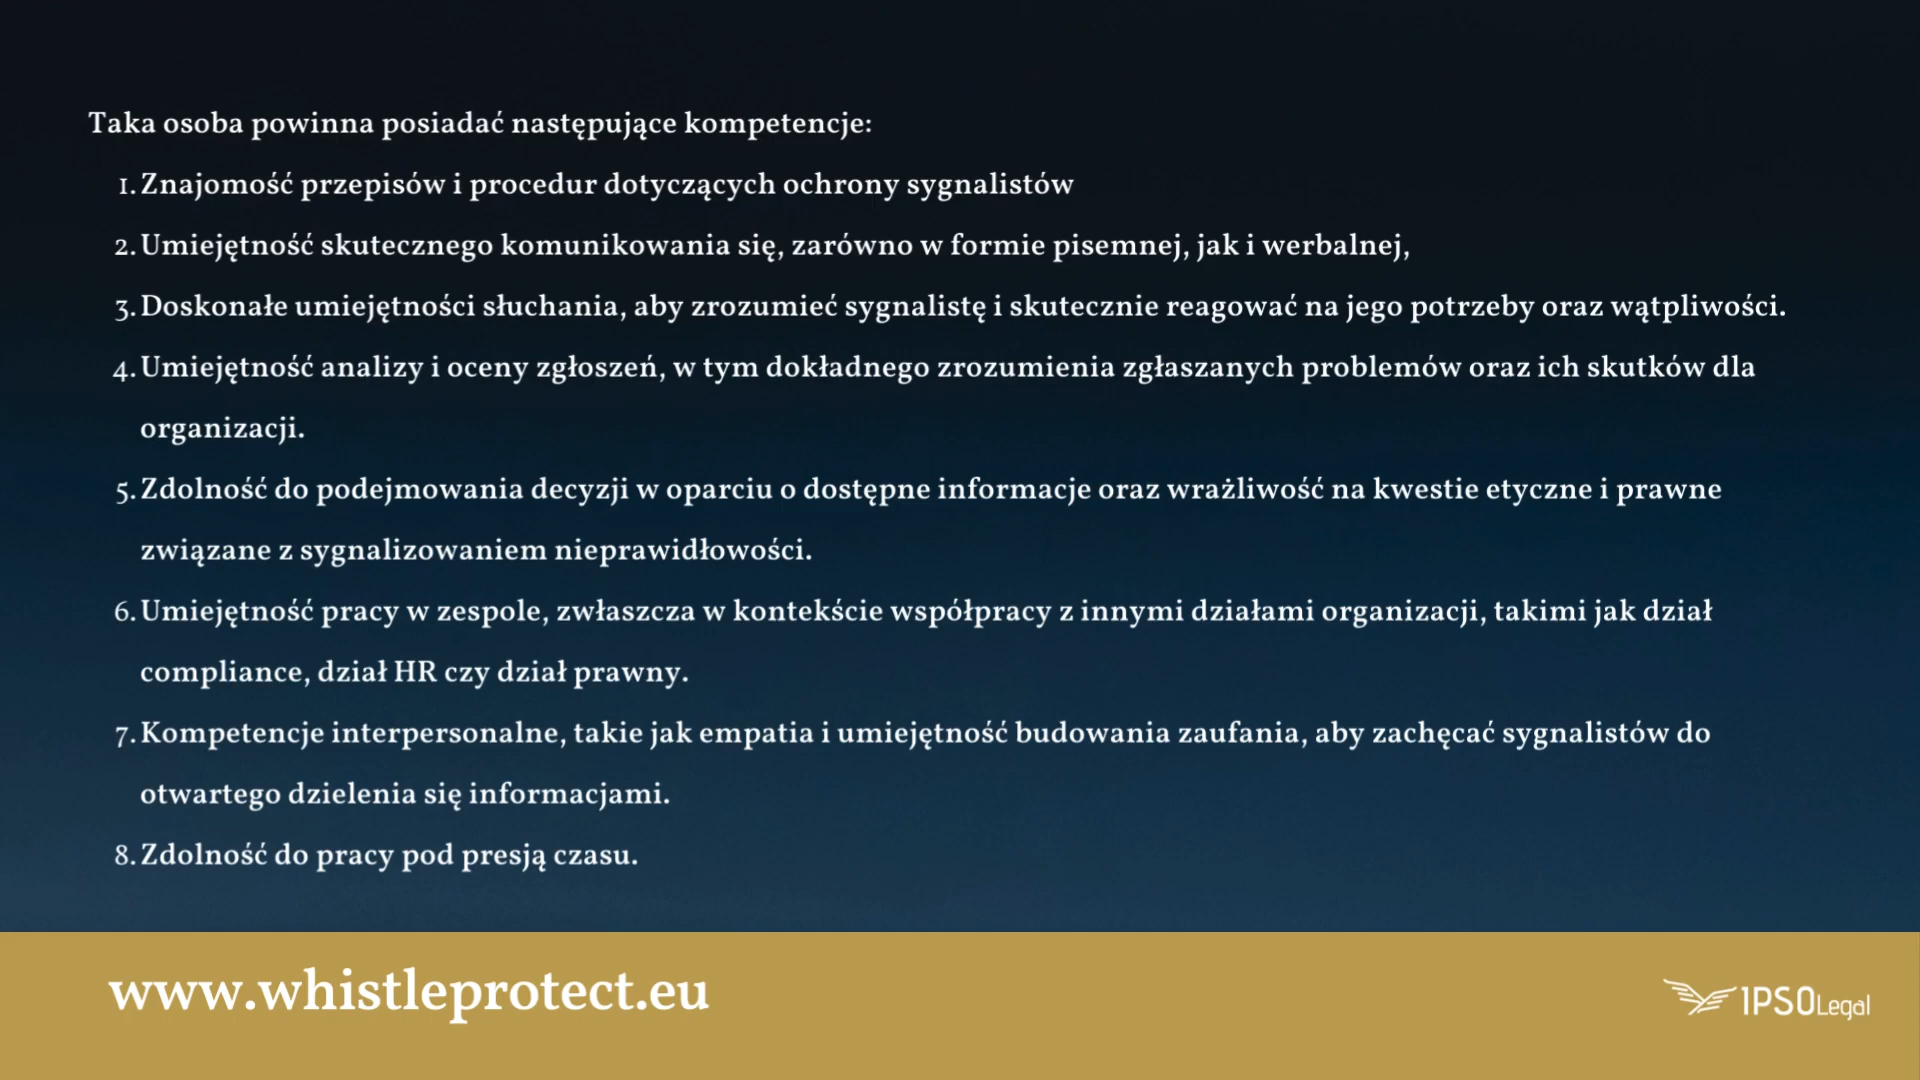 Taka osoba powinna posiadać następujące kompetencje:
1. Znajomość przepisów i procedur dotyczących ochrony sygnalistów
2. Umiejętność skutecznego komunikowania się, zarówno w formie pisemnej, jak i werbalnej,
3. Doskonałe umiejętności słuchania, aby zrozumieć sygnalistę i skutecznie reagować na jego potrzeby oraz wątpliwości.
4. Umiejętność analizy i oceny zgłoszeń, w tym dokładnego zrozumienia zgłaszanych problemów oraz ich skutków dla
organizacji.
5. Zdolność do podejmowania decyzji w oparciu o dostępne informacje oraz wrażliwość na kwestie etyczne i prawne
związane z sygnalizowaniem nieprawidłowości.
6. Umiejętność pracy w zespole, zwłaszcza w kontekście współpracy z innymi działami organizacji, takimi jak dział
compliance, dział HR czy dział prawny.
7. Kompetencje interpersonalne, takie jak empatia i umiejętność budowania zaufania, aby zachęcać sygnalistów do
otwartego dzielenia się informacjami.
8. Zdolność do pracy pod presją czasu.
www.whistleprotect.eu
IPSO Legal